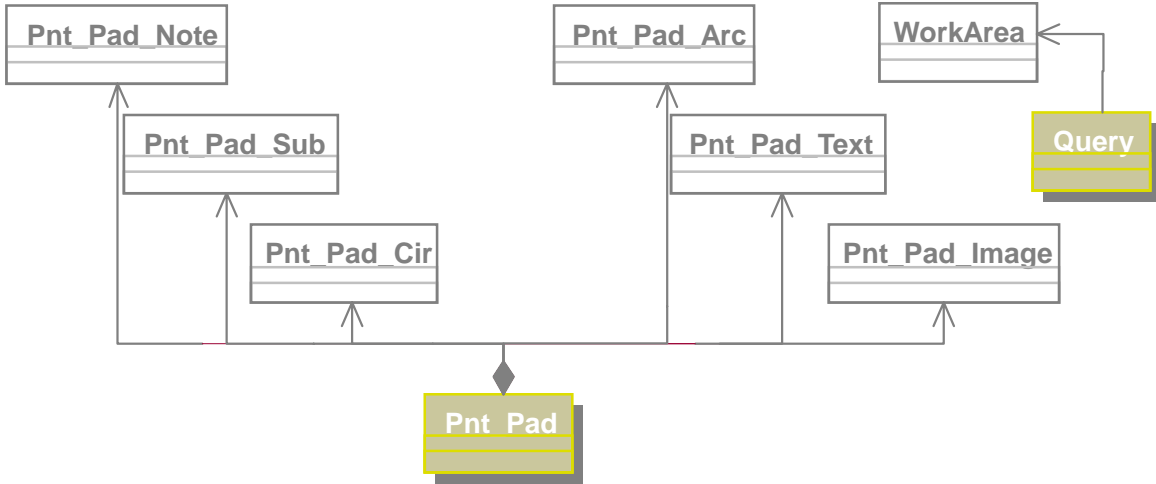 Pnt_Pad_Note
Pnt_Pad_Arc
WorkArea
Pnt_Pad_Sub
Pnt_Pad_Text
Query
Pnt_Pad_Cir
Pnt_Pad_Image
Pnt_Pad